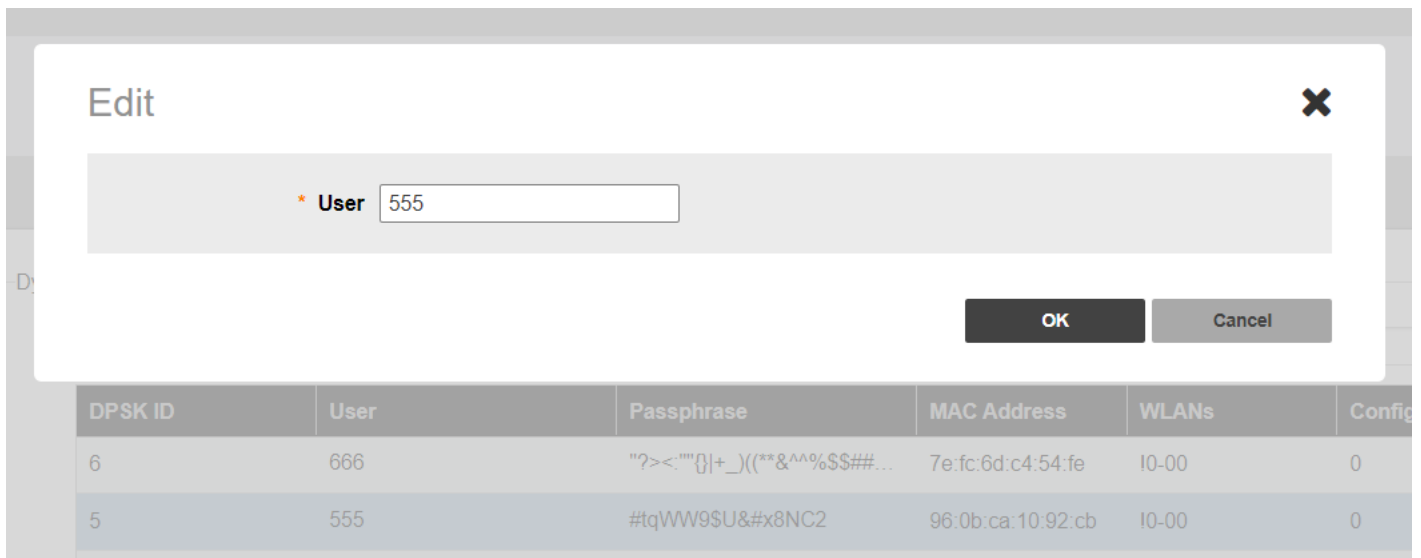 Edit
* User 555
Dy
OK Cancel
DPSK ID User Passphrase MAC Address WLANs Config
6 666 "?><:""{}|+_)((**&^^%$$##... 7e:fc:6d:c4:54:fe !0-00 0
5 555 #tqWW9$U&#x8NC2 96:0b:ca:10:92:cb !0-00 0